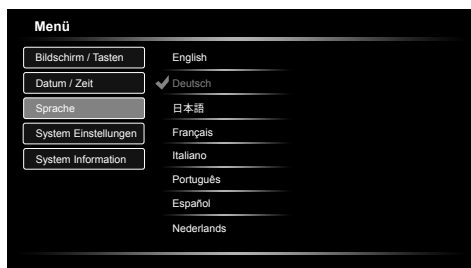 Menü
Bildschirm / Tasten
Datum / Zeit
Sprache
System Einstellungen
System Information
English
Deutsch
日本語
Français
Italiano
Português
Español
Nederlands